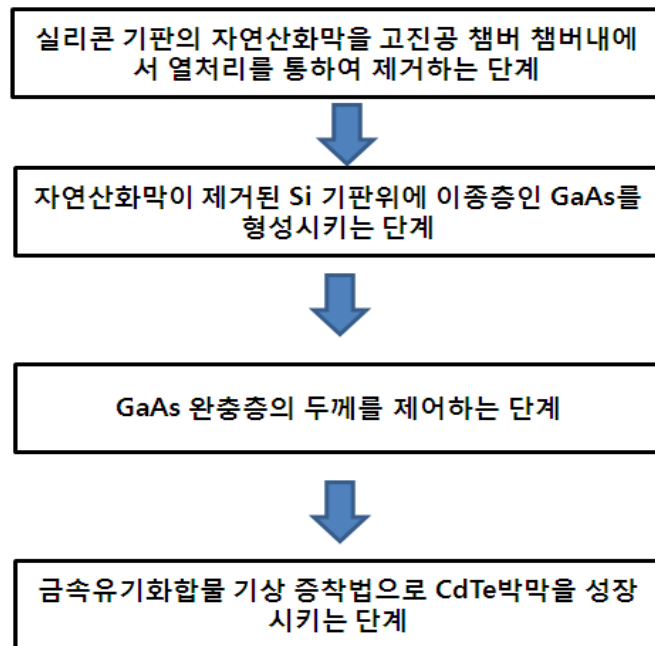 실리콘 기판의 자연산화막을 고진공 챔버 챔버내에
서 열처리를 통하여 제거하는 단계
자연산화막이 제거된 Si 기판위에 이종층인 GaAs를
형성시키는 단계
GaAs 완충층의 두께를 제어하는 단계
금속유기화합물 기상 증착법으로 CdTe박막을 성장
시키는 단계